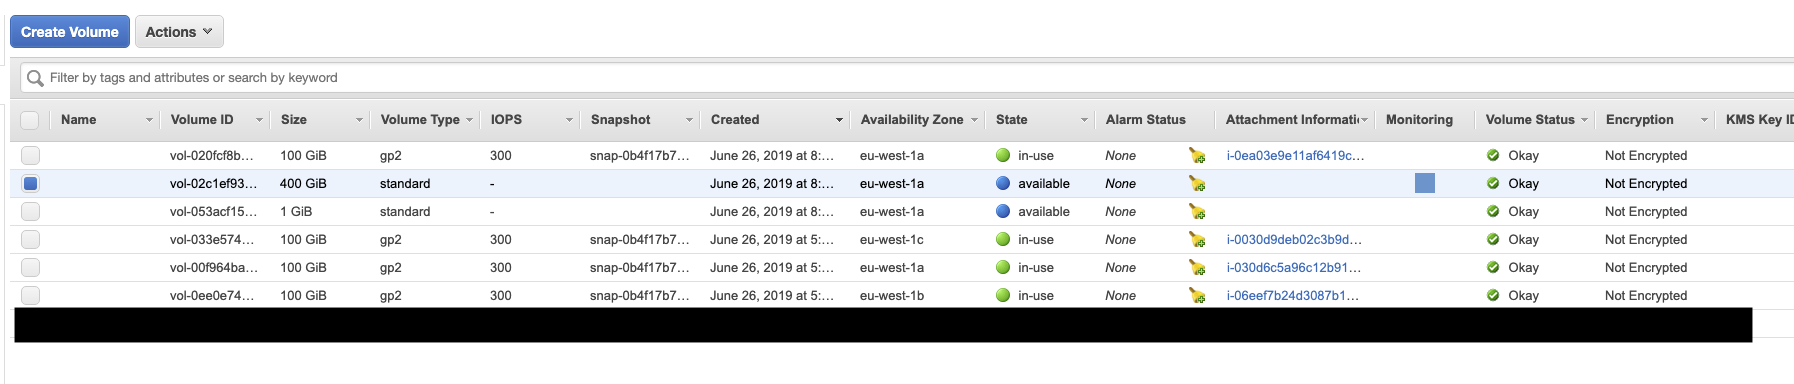 Create Volume Actions
Filter by tags and attributes or search by keyword
Name Volume ID Size Volume Type IOPS Snapshot Created Availability Zone State Alarm Status Attachment Informati Monitoring Volume Status Encryption KMS Key ID
vol-020fcf8b... 100 GiB gp2 300 snap-0b4f17b7... June 26, 2019 at 8:... eu-west-1a in-use None i-0ea03e9e11af6419c... Okay Not Encrypted
vol-02c1ef93... 400 GiB standard - June 26, 2019 at 8:... eu-west-1a available None Okay Not Encrypted
vol-053acf15... 1 GiB standard - June 26, 2019 at 8:... eu-west-1a available None Okay Not Encrypted
vol-033e574... 100 GiB gp2 300 snap-0b4f17b7... June 26, 2019 at 5:... eu-west-1c in-use None i-0030d9deb02c3b9d... Okay Not Encrypted
vol-00f964ba... 100 GiB gp2 300 snap-0b4f17b7... June 26, 2019 at 5:... eu-west-1a in-use None i-030d6c5a96c12b91... Okay Not Encrypted
vol-0ee0e74... 100 GiB gp2 300 snap-0b4f17b7... June 26, 2019 at 5:... eu-west-1b in-use None i-06eef7b24d3087b1... Okay Not Encrypted